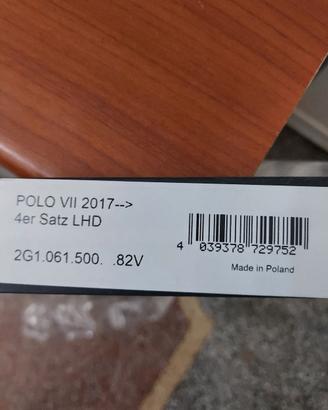 POLO VII 2017-->
4er Satz LHD
2G1.061.500. .82V
4 039378 729752
Made in Poland